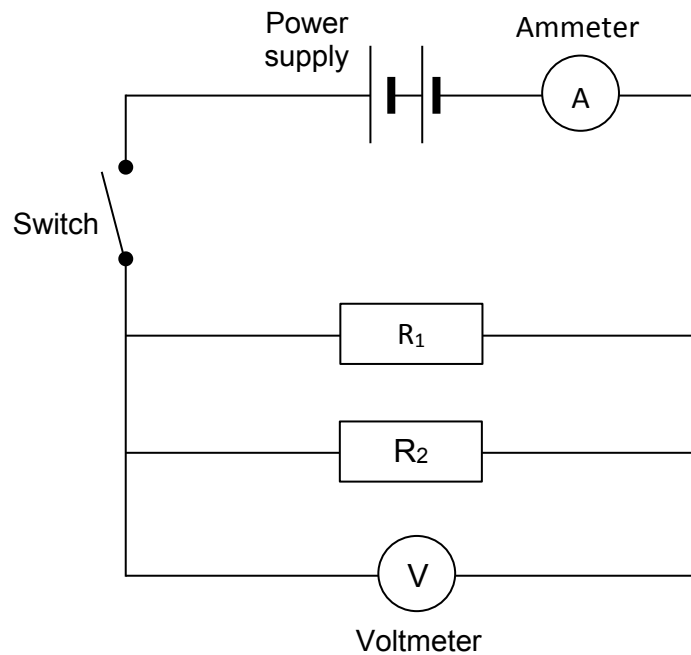 Power
supply
Ammeter
A
Switch
R₁
R₂
V
Voltmeter